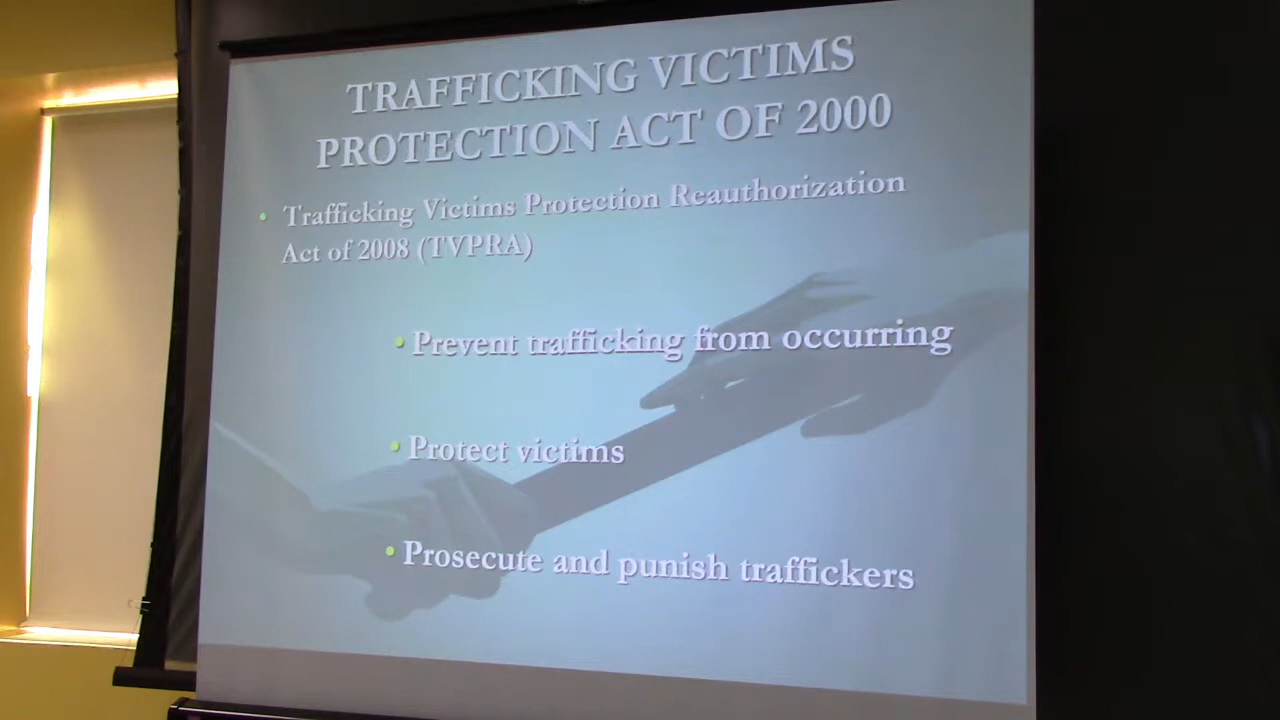 TRAFFICKING VICTIMS
PROTECTION ACT OF 2000
• Trafficking Victims Protection Reauthorization
Act of 2008 (TVPRA)
• Prevent trafficking from occurring
• Protect victims
• Prosecute and punish traffickers